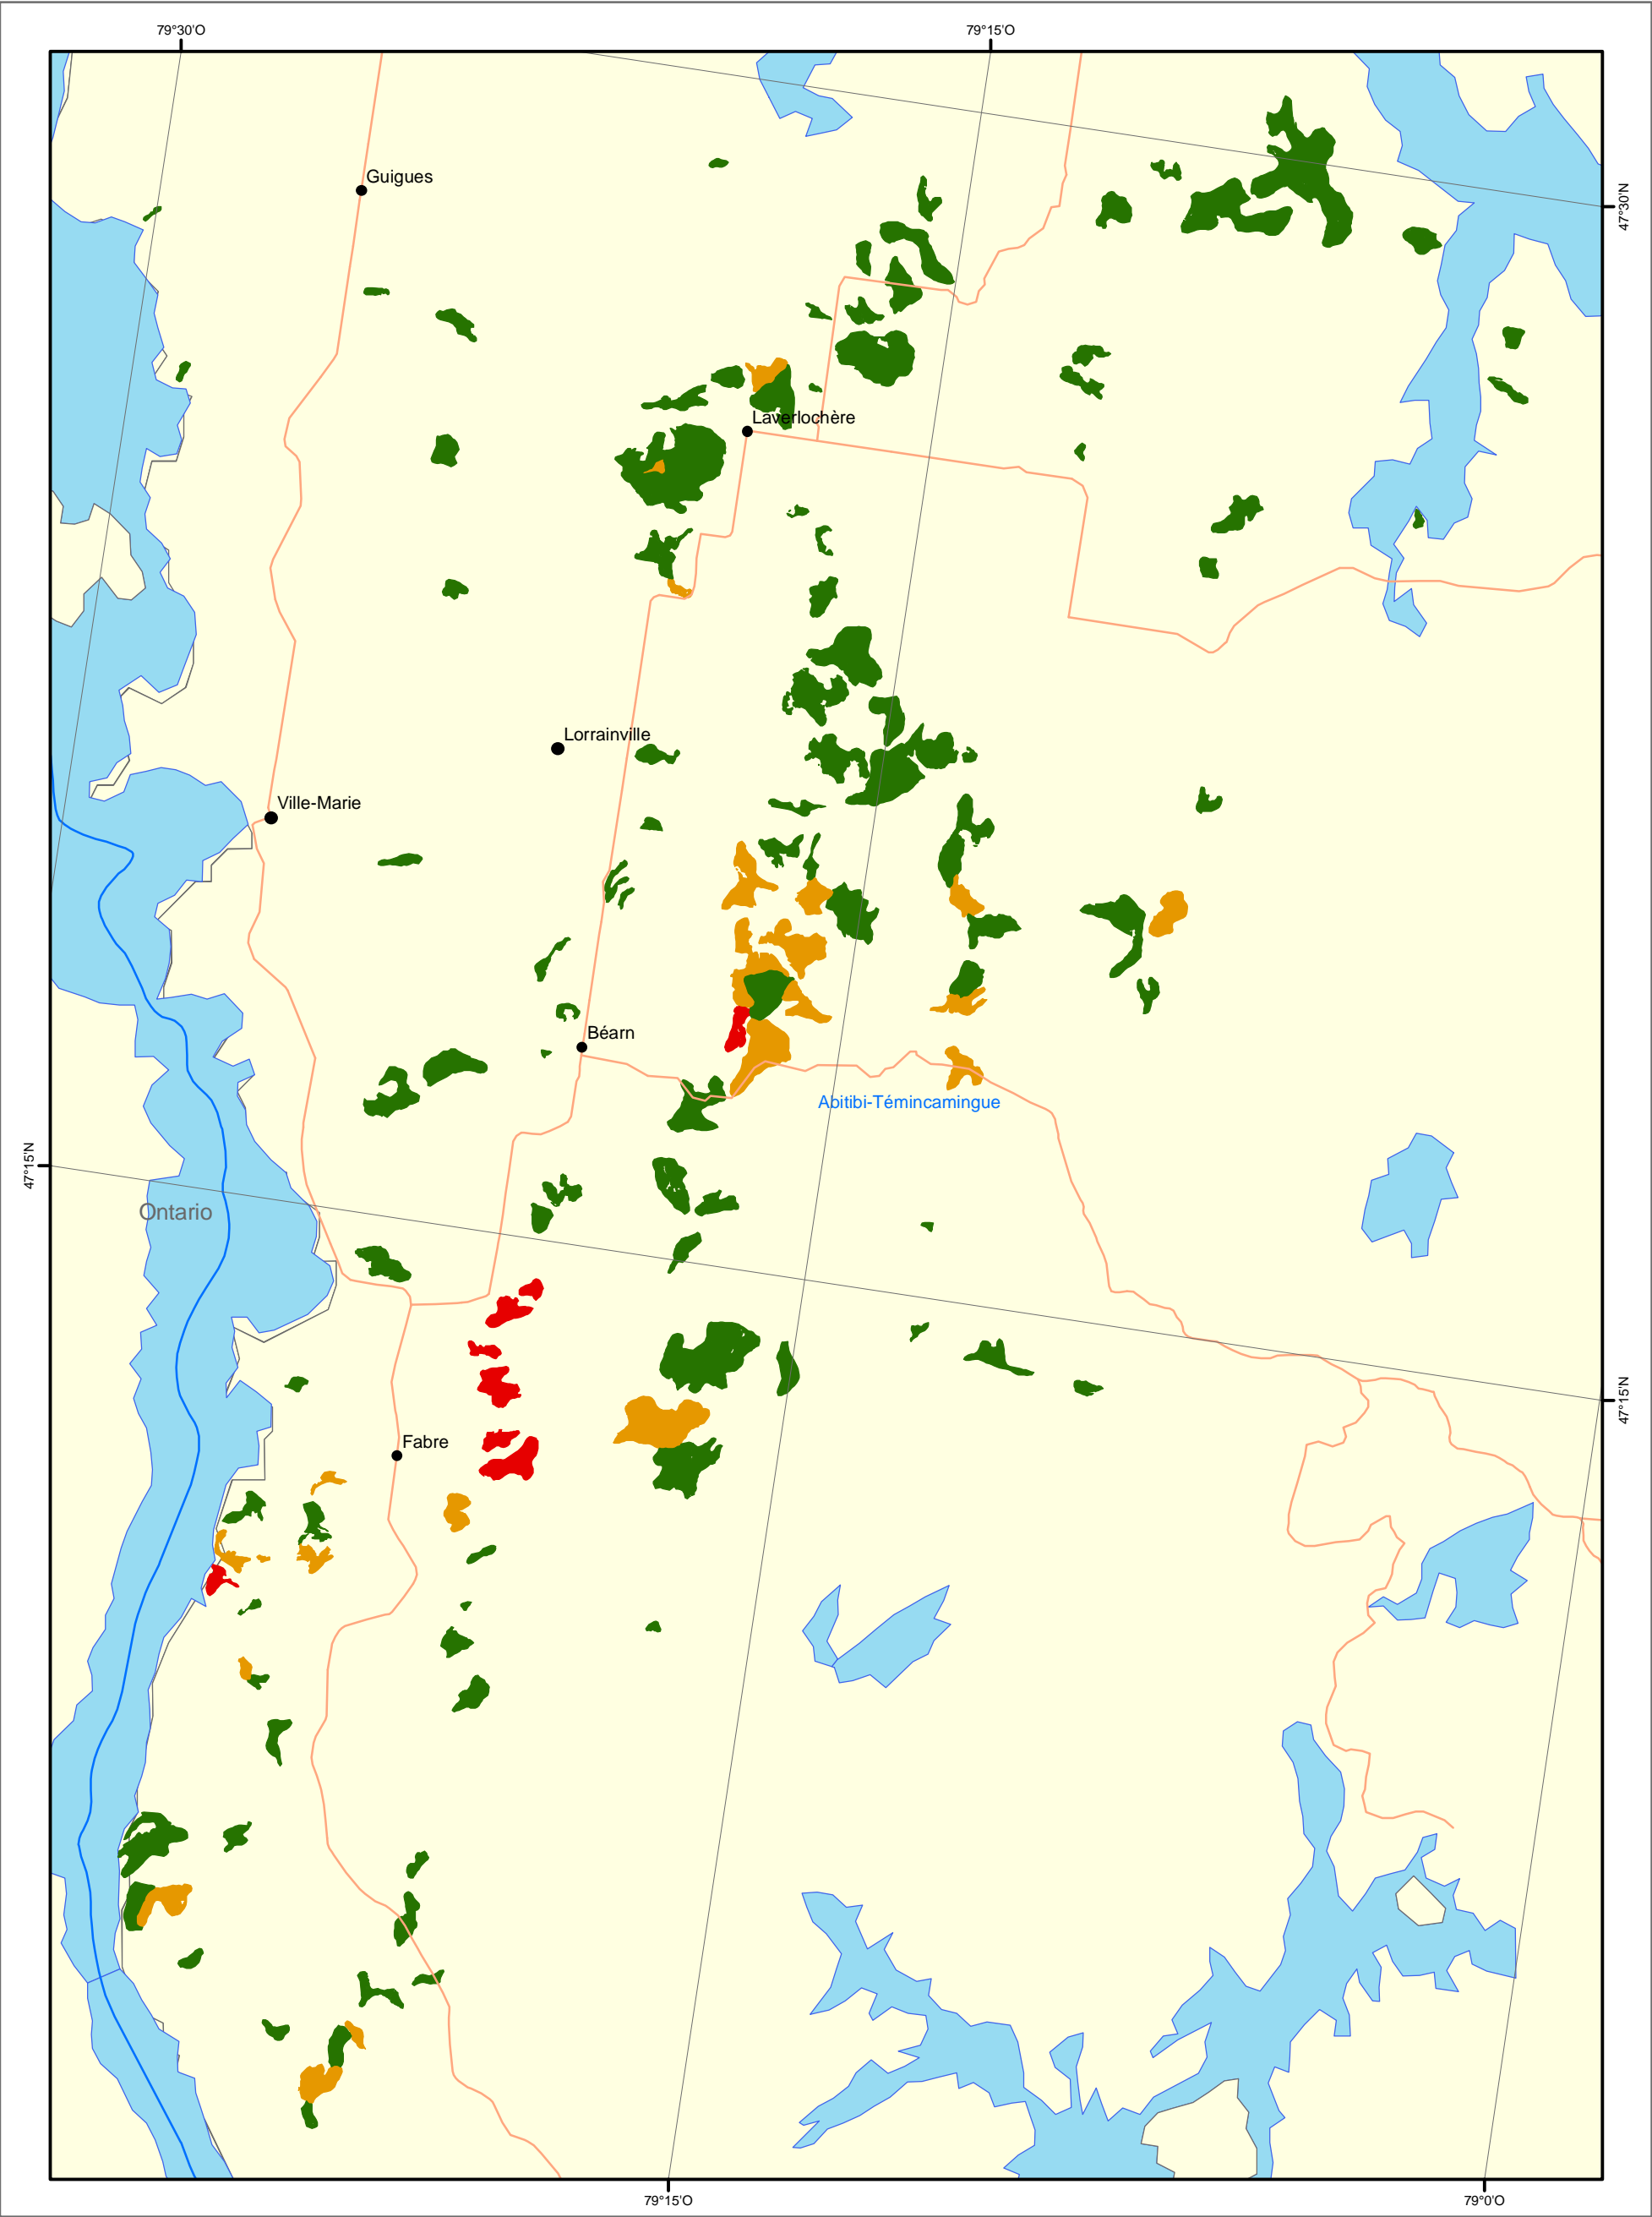 79°30'O
79°15'O
Guigues
47°30'N
Laverlochère
Lorrainville
Ville-Marie
Béarn
Abitibi-Témincamingue
47°15'N
Ontario
47°15'N
Fabre
79°15'O
79°0'O